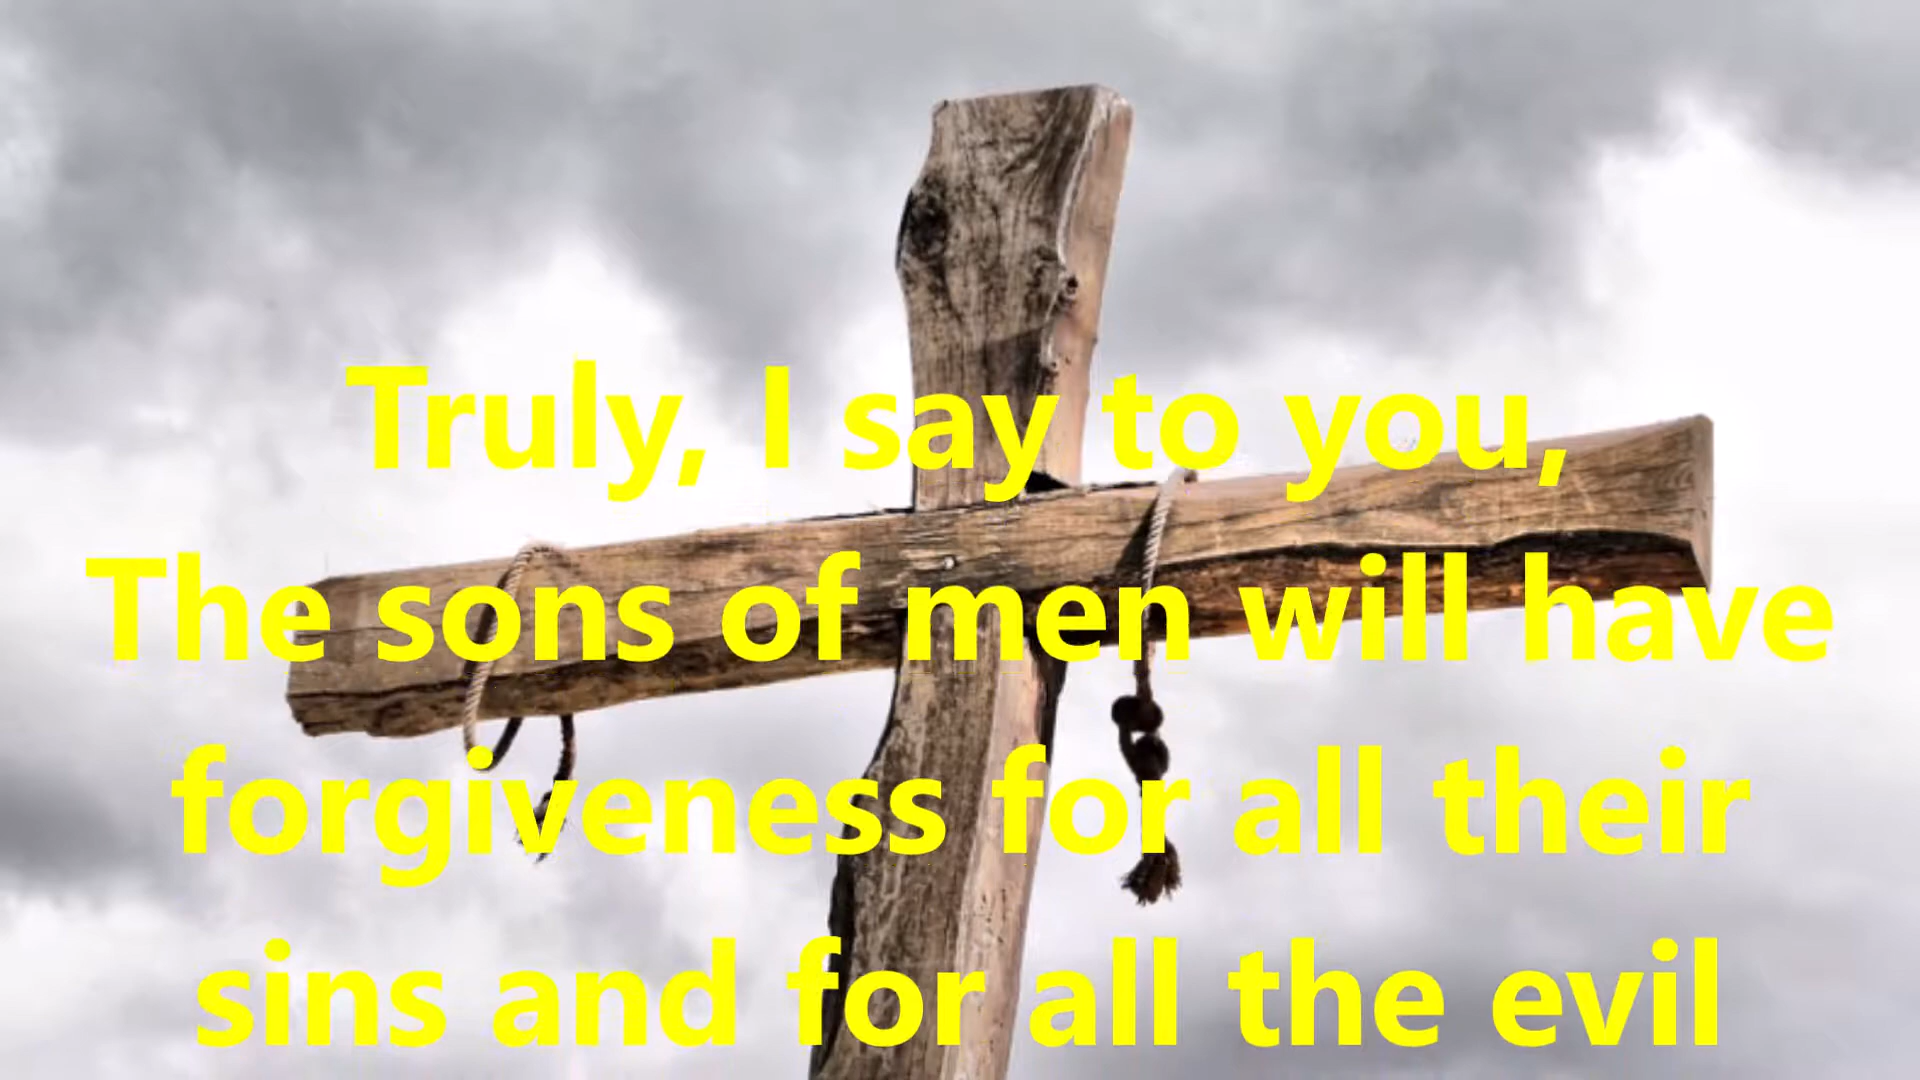 Truly, I say to you,
The sons of men will have
forgiveness for all their
sins and for all the evil